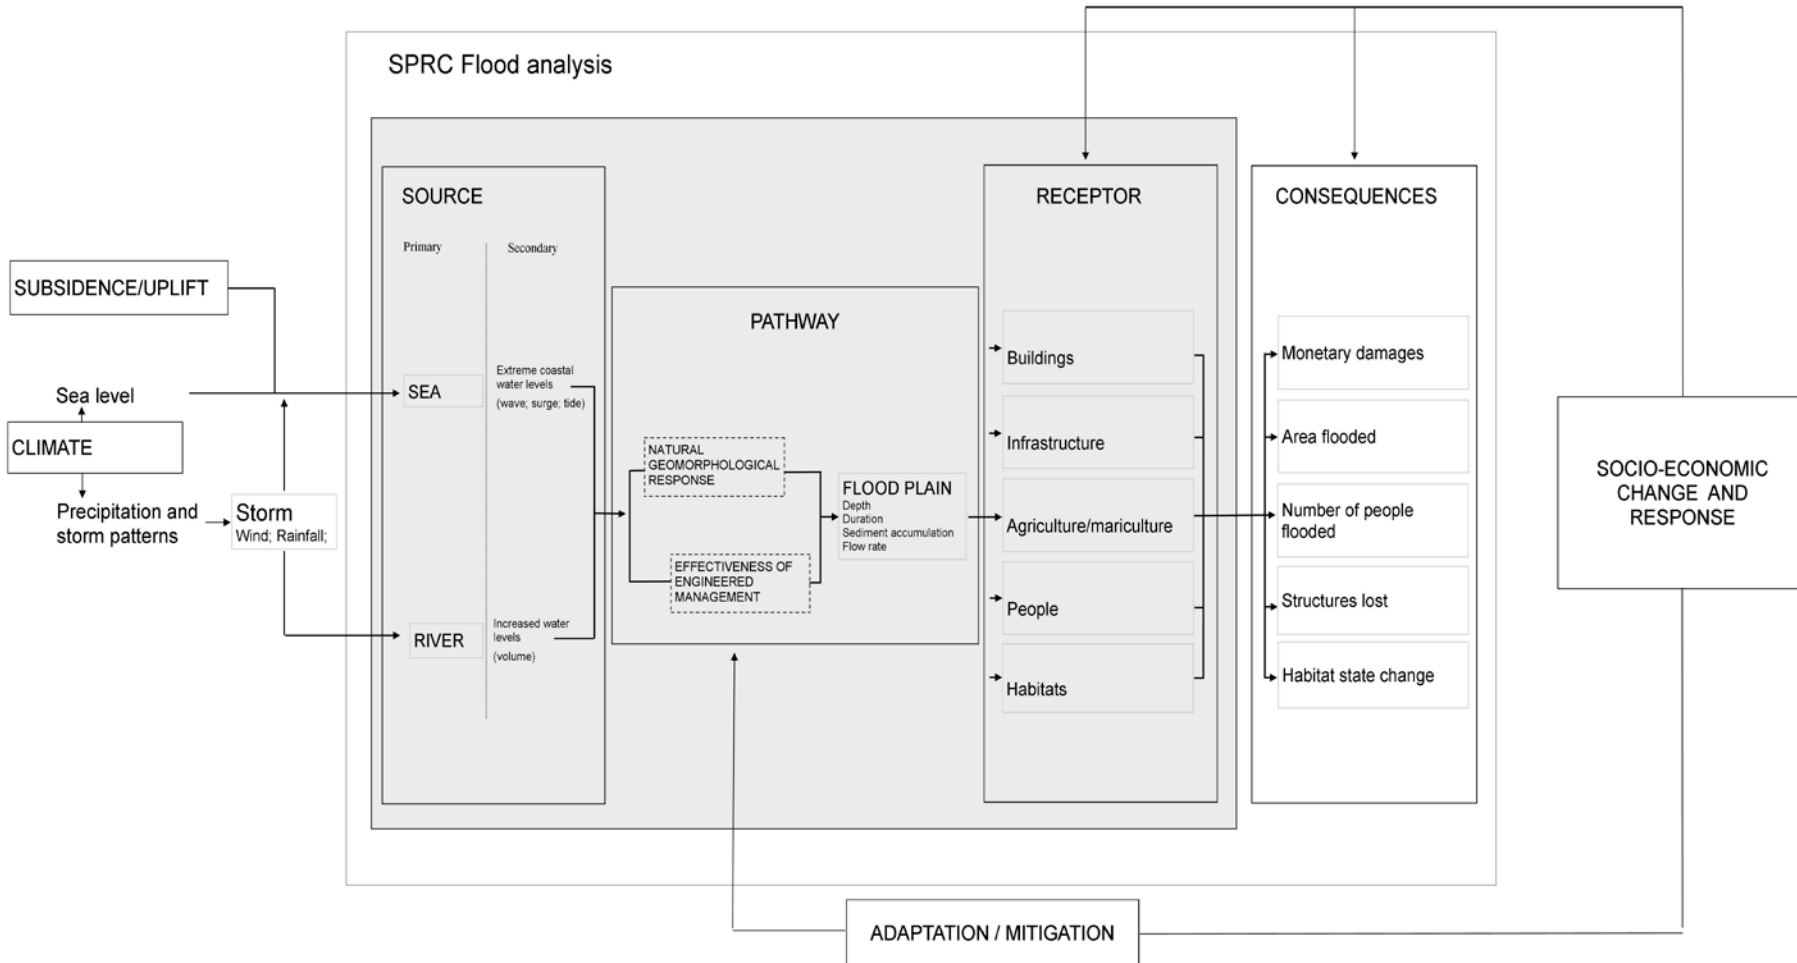 SPRC Flood analysis
SUBSIDENCE/UPLIFT
Sea level
CLIMATE
Precipitation and
storm patterns
Storm
Wind; Rainfall;
SOURCE
Primary
Secondary
SEA
Extreme coastal
water levels
(wave; surge; tide)
RIVER
Increased water
levels
(volume)
PATHWAY
NATURAL
GEOMORPHOLOGICAL
RESPONSE
EFFECTIVENESS OF
ENGINEERED
MANAGEMENT
FLOOD PLAIN
Depth
Duration
Sediment accumulation
Flow rate
RECEPTOR
Buildings
Infrastructure
Agriculture/mariculture
People
Habitats
CONSEQUENCES
Monetary damages
Area flooded
Number of people
flooded
Structures lost
Habitat state change
SOCIO-ECONOMIC
CHANGE AND
RESPONSE
ADAPTATION / MITIGATION